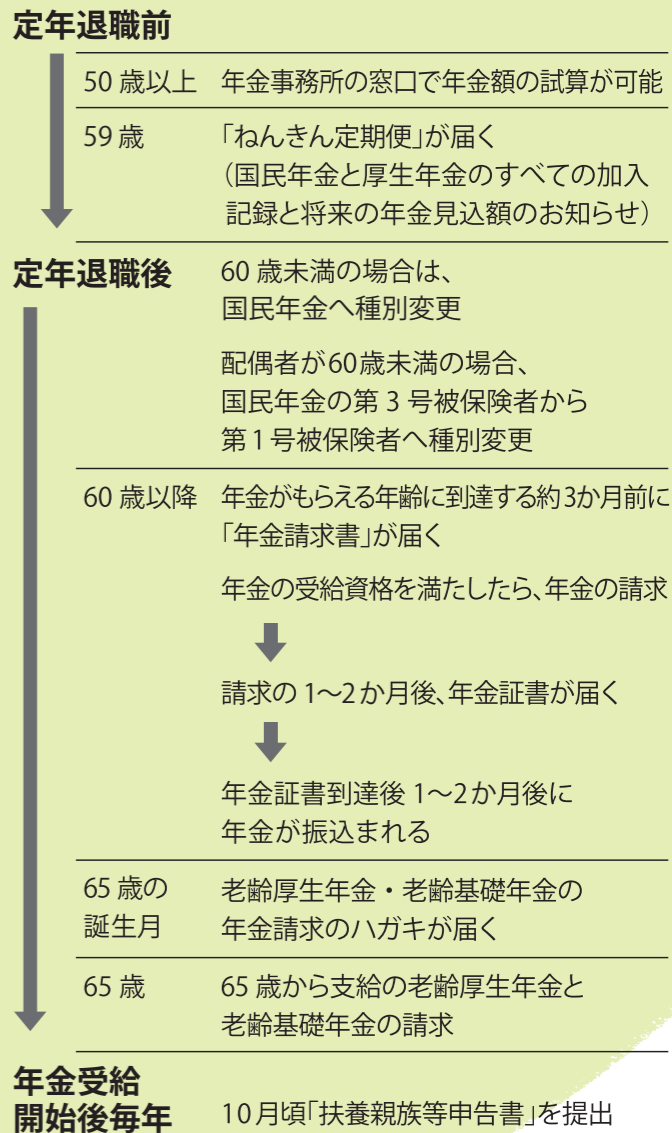 定年退職前
50 歳以上 年金事務所の窓口で年金額の試算が可能
59 歳 「ねんきん定期便」が届く
（国民年金と厚生年金のすべての加入
記録と将来の年金見込額のお知らせ）
定年退職後 60 歳未満の場合は、
国民年金へ種別変更
配偶者が60歳未満の場合、
国民年金の第 3 号被保険者から
第1号被保険者へ種別変更
60 歳以降 年金がもらえる年齢に到達する約3か月前に
「年金請求書」が届く
年金の受給資格を満たしたら、年金の請求
請求の 1〜2か月後、年金証書が届く
年金証書到達後 1〜2か月後に
年金が振込まれる
65 歳の 老齢厚生年金・老齢基礎年金の
誕生月 年金請求のハガキが届く
65 歳 65 歳から支給の老齢厚生年金と
老齢基礎年金の請求
年金受給
開始後毎年 10月頃「扶養親族等申告書」を提出